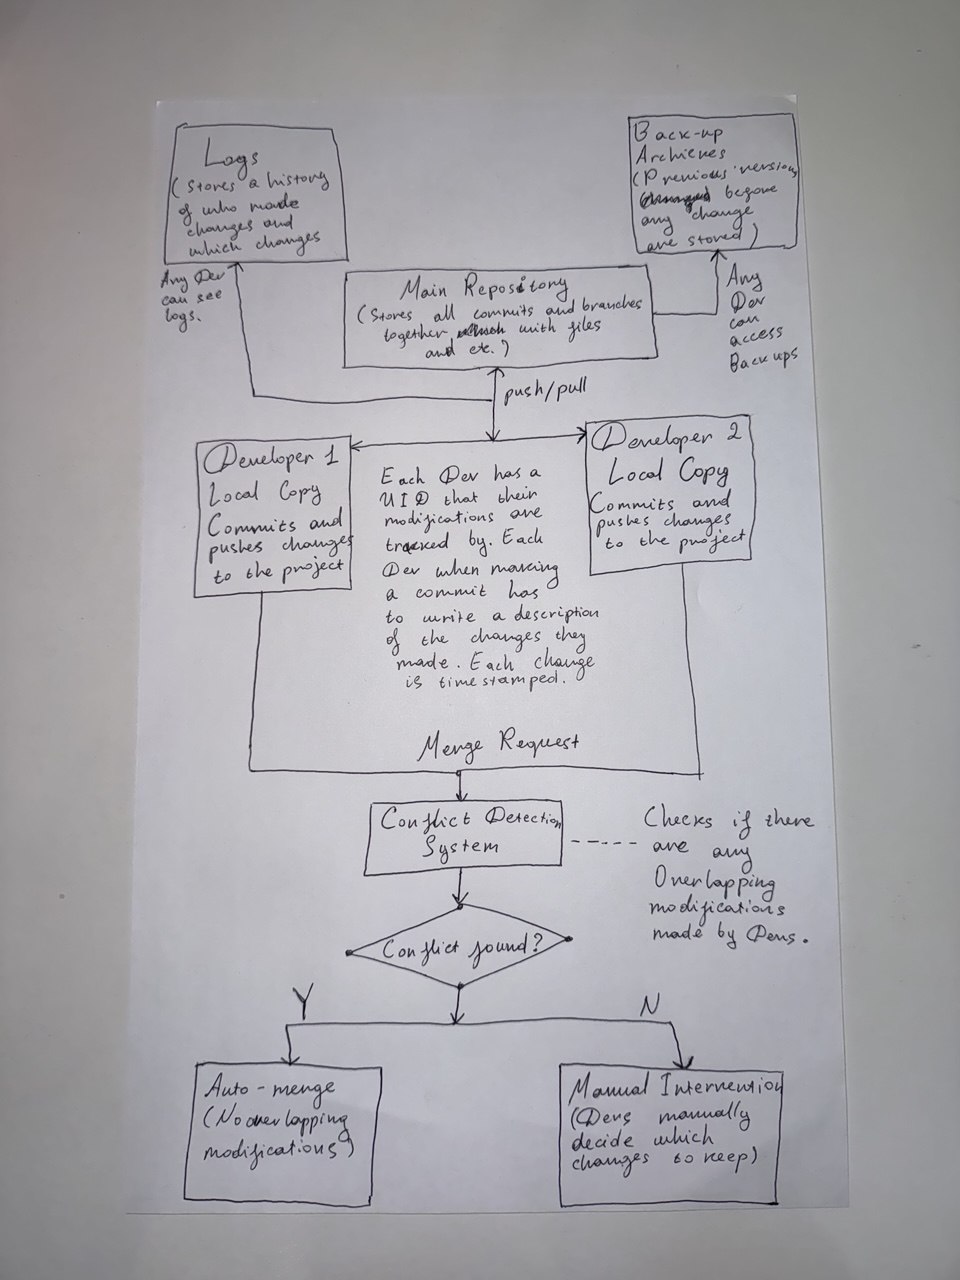 Logs
(Stores a history
of who made
changes and
which changes
Any Dev
can see
logs.
Back-up
Archieves
(Previous versions
before
any change
are stored)
Any
Dev
can
access
Back ups
Main Repository
(Stores all commits and branches
together with files
and etc.)
push/pull
Developer 1
Local Copy
Commits and
pushes changes
to the project
Each Dev has a
UID that their
modifications are
tracked by. Each
Dev when making
a commit has
to write a description
of the changes they
made. Each change
is timestamped.
Developer 2
Local Copy
Commits and
pushes changes
to the project
Merge Request
Conflict Detection
System
Checks if there
are any
Overlapping
modifications
made by Devs.
Conflict found?
Y
N
Auto-merge
(No overlapping
modifications)
Manual Intervention
(Devs manually
decide which
changes to keep)